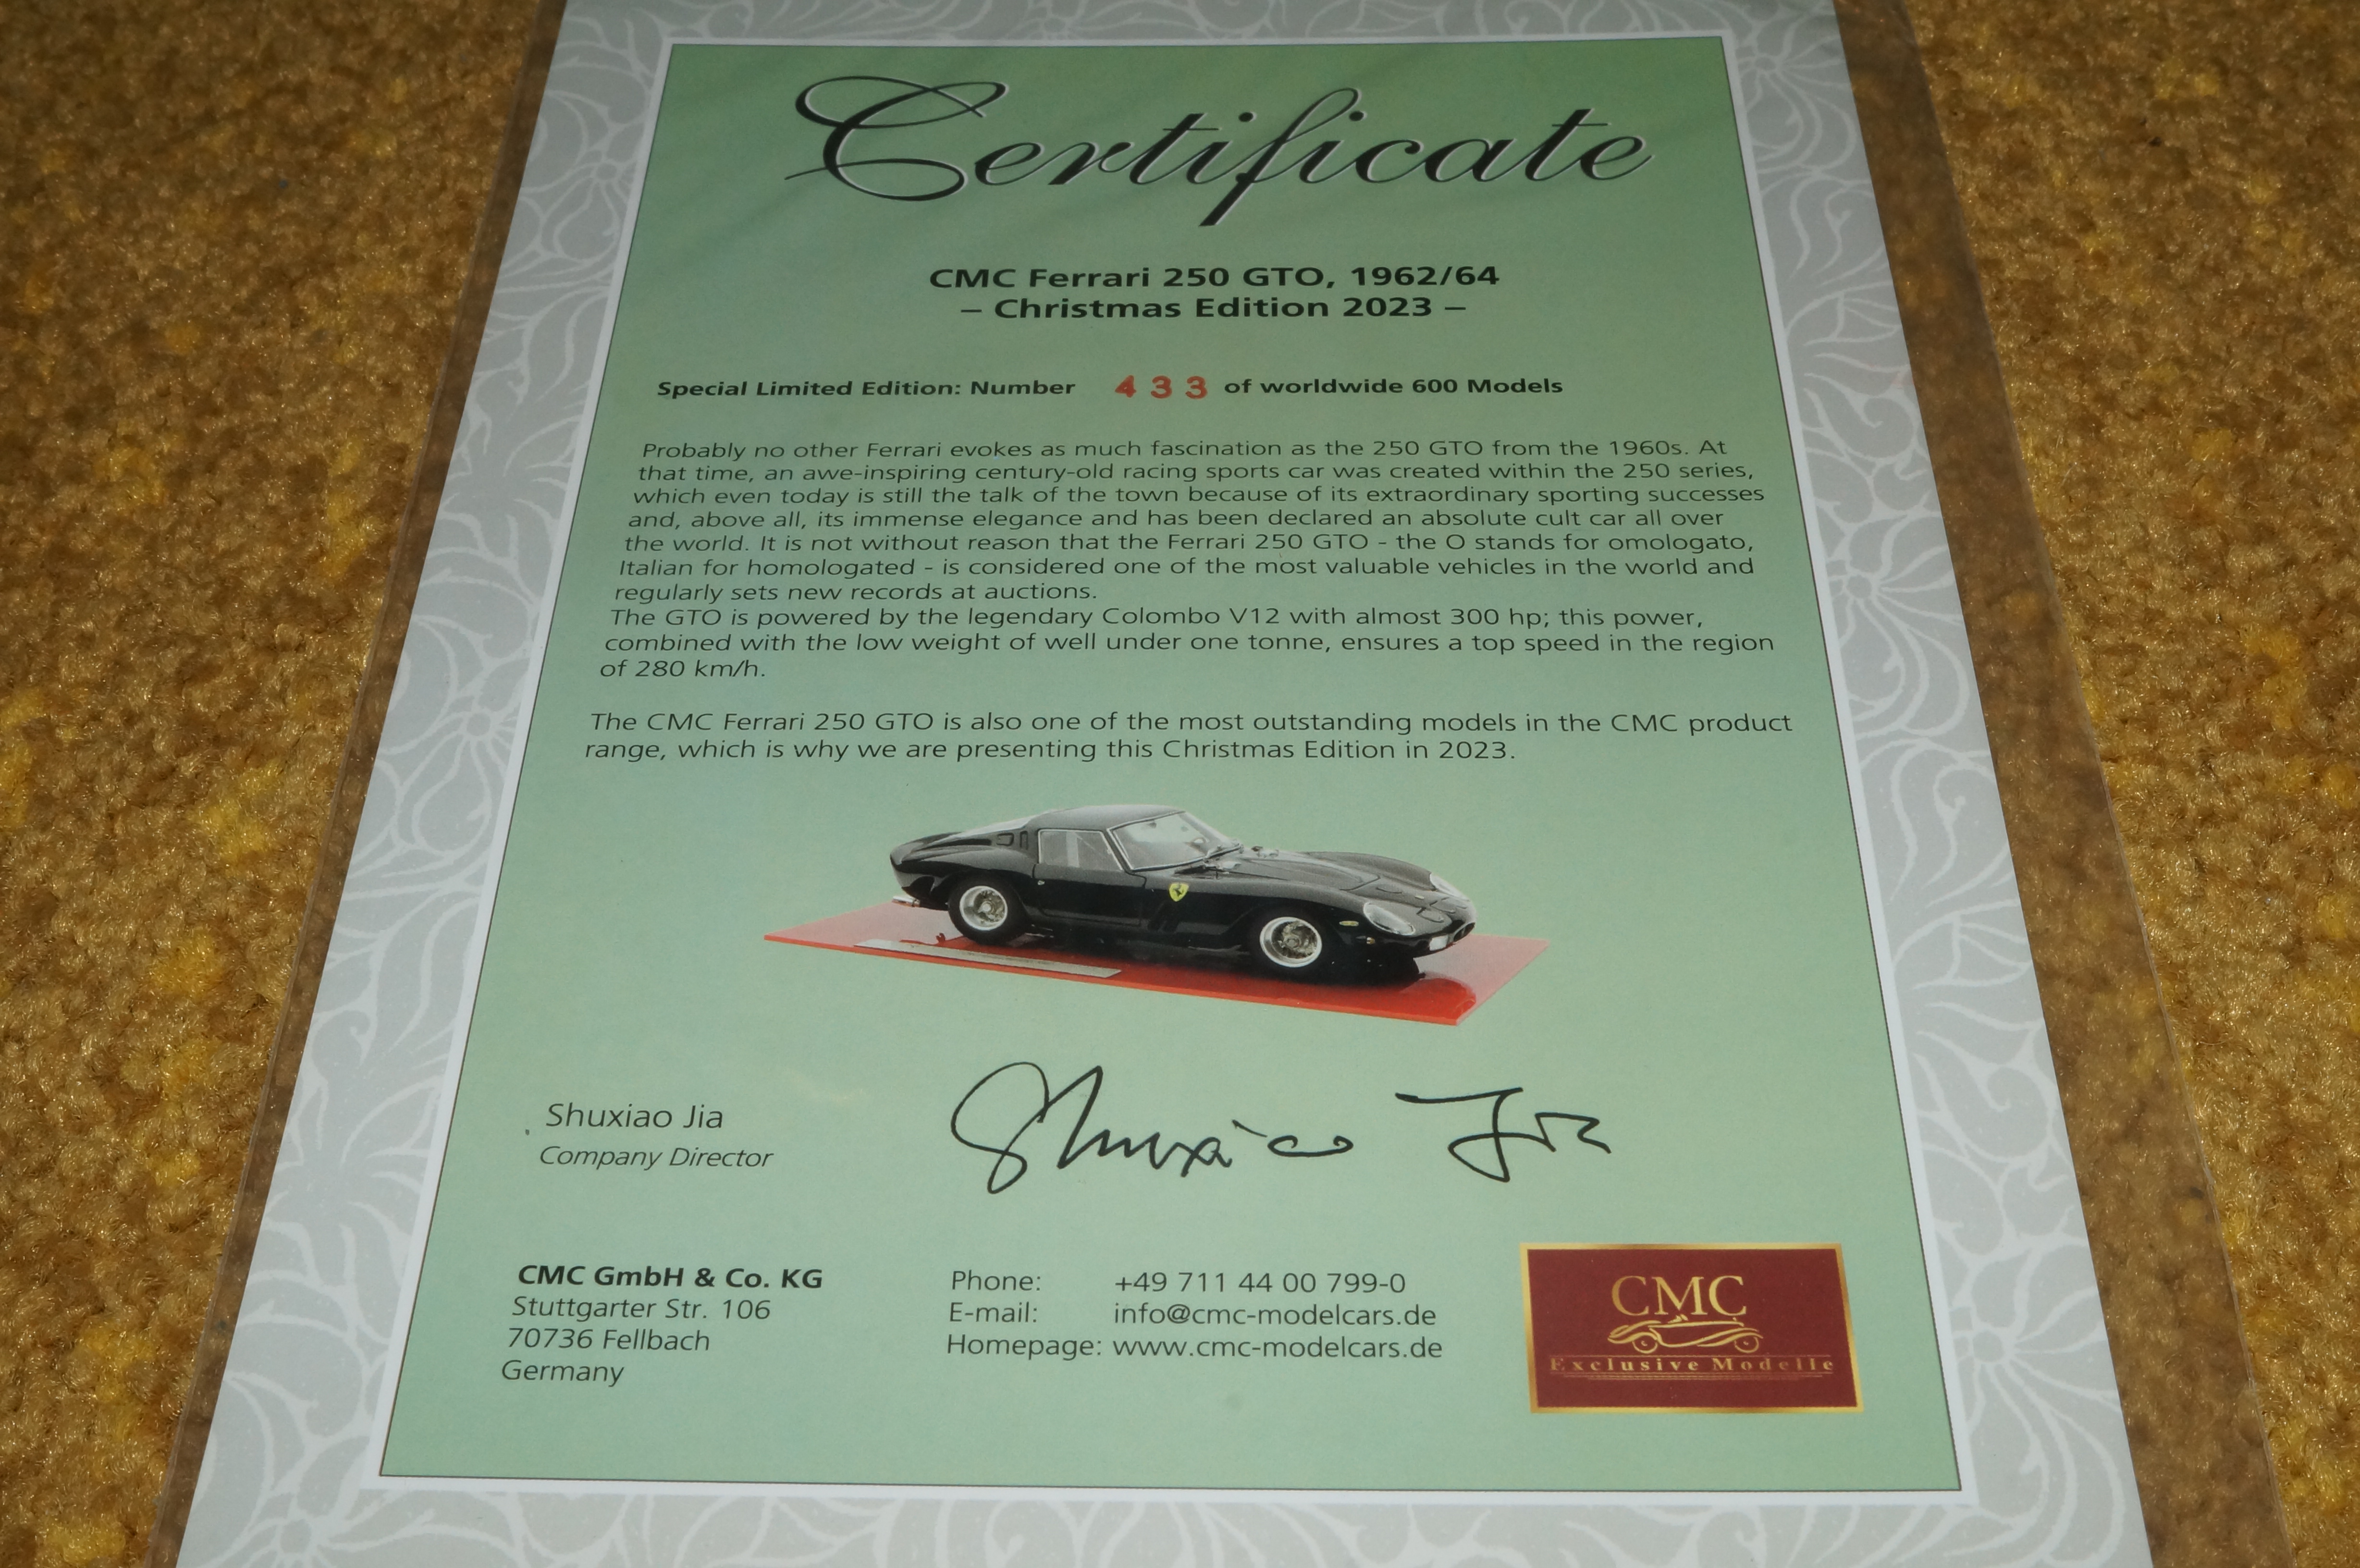 Certificate
CMC Ferrari 250 GTO, 1962/64
– Christmas Edition 2023 –
Special Limited Edition: Number 433 of worldwide 600 Models
Probably no other Ferrari evokes as much fascination as the 250 GTO from the 1960s. At
that time, an awe-inspiring century-old racing sports car was created within the 250 series,
which even today is still the talk of the town because of its extraordinary sporting successes
and, above all, its immense elegance and has been declared an absolute cult car all over
the world. It is not without reason that the Ferrari 250 GTO - the O stands for omologato,
Italian for homologated - is considered one of the most valuable vehicles in the world and
regularly sets new records at auctions.
The GTO is powered by the legendary Colombo V12 with almost 300 hp; this power,
combined with the low weight of well under one tonne, ensures a top speed in the region
of 280 km/h.
The CMC Ferrari 250 GTO is also one of the most outstanding models in the CMC product
range, which is why we are presenting this Christmas Edition in 2023.
Shuxiao Jia
Company Director
Shuxiao Jia
CMC GmbH & Co. KG
Stuttgarter Str. 106
70736 Fellbach
Germany
Phone: +49 711 44 00 799-0
E-mail: info@cmc-modelcars.de
Homepage: www.cmc-modelcars.de
CMC
Exclusive Modelle